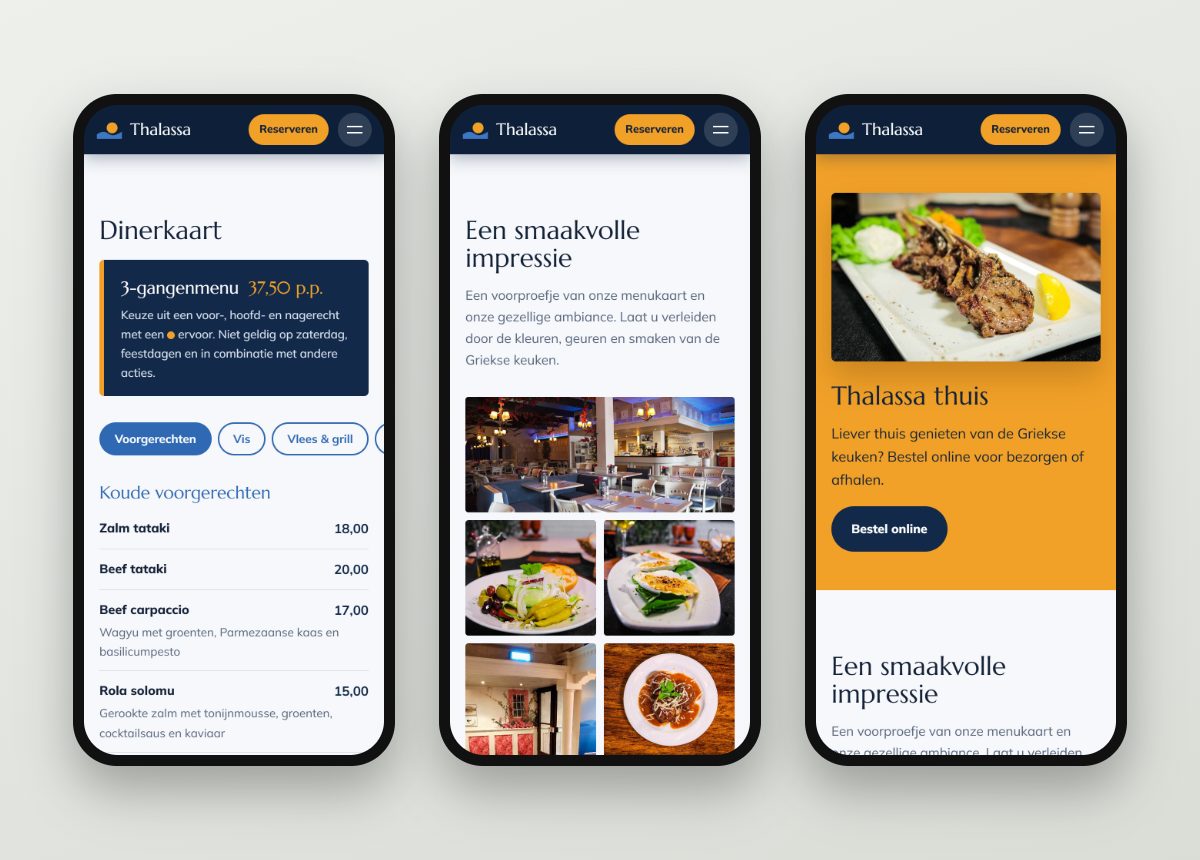 Thalassa
Reserveren
Dinerkaart
3-gangenmenu 37,50 p.p.
Keuze uit een voor-, hoofd- en nagerecht
met een ervoor. Niet geldig op zaterdag,
feestdagen en in combinatie met andere
acties.
Voorgerechten
Vis
Vlees & grill
Koude voorgerechten
Zalm tataki 18,00
Beef tataki 20,00
Beef carpaccio 17,00
Wagyu met groenten, Parmezaanse kaas en
basilicumpesto
Rola solomu 15,00
Gerookte zalm met tonijnmousse, groenten,
cocktailsaus en kaviaar
Thalassa
Reserveren
Een smaakvolle
impressie
Een voorproefje van onze menukaart en
onze gezellige ambiance. Laat u verleiden
door de kleuren, geuren en smaken van de
Griekse keuken.
Thalassa
Reserveren
Thalassa thuis
Liever thuis genieten van de Griekse
keuken? Bestel online voor bezorgen of
afhalen.
Bestel online
Een smaakvolle
impressie
Een voorproefje van onze menukaart en
onze gezellige ambiance. Laat u verleiden